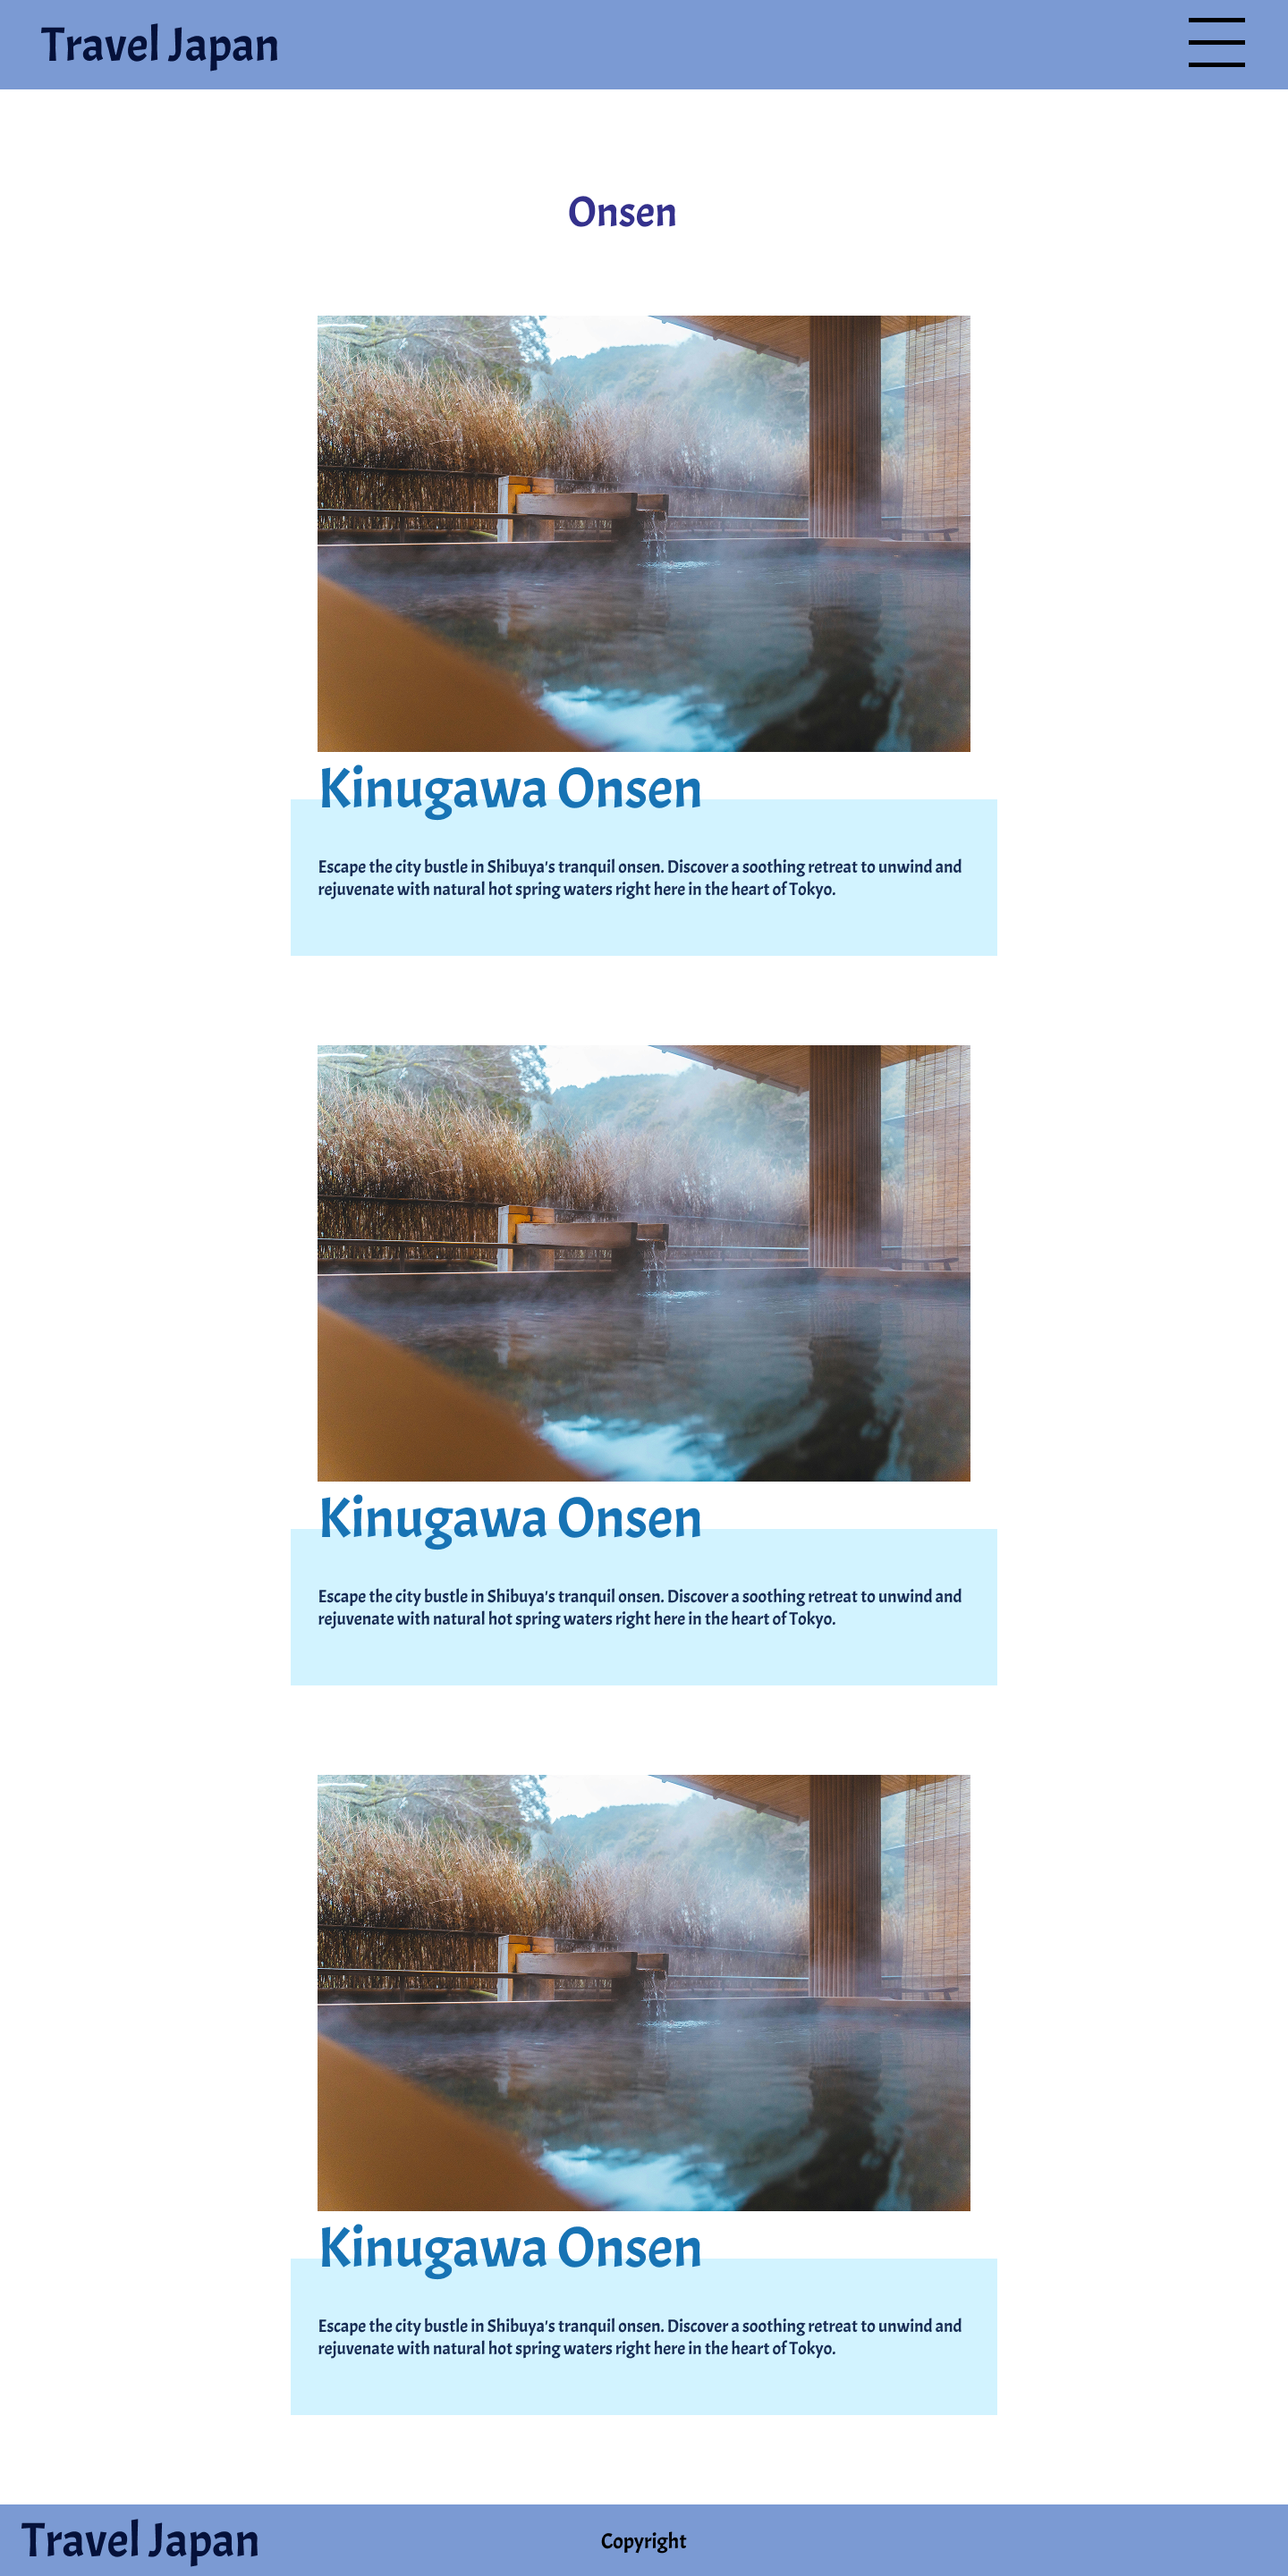 Travel Japan
Onsen
Kinugawa Onsen
Escape the city bustle in Shibuya's tranquil onsen. Discover a soothing retreat to unwind and
rejuvenate with natural hot spring waters right here in the heart of Tokyo.
Kinugawa Onsen
Escape the city bustle in Shibuya's tranquil onsen. Discover a soothing retreat to unwind and
rejuvenate with natural hot spring waters right here in the heart of Tokyo.
Kinugawa Onsen
Escape the city bustle in Shibuya's tranquil onsen. Discover a soothing retreat to unwind and
rejuvenate with natural hot spring waters right here in the heart of Tokyo.
Travel Japan
Copyright